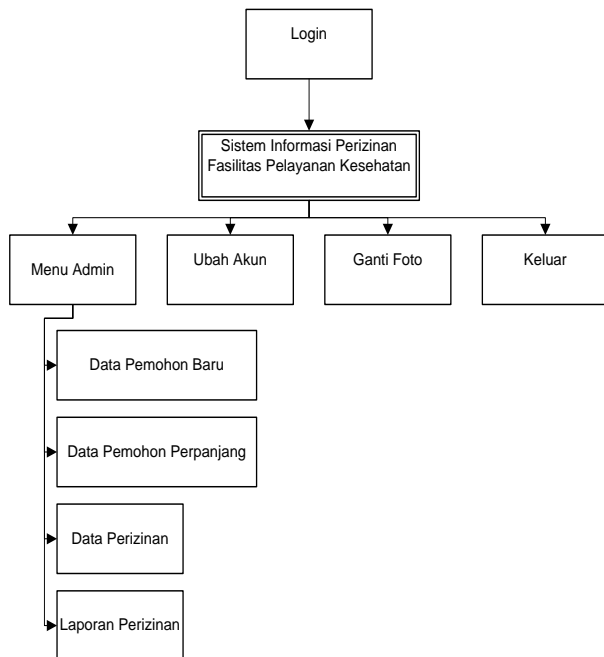 Login
Sistem Informasi Perizinan
Fasilitas Pelayanan Kesehatan
Menu Admin
Ubah Akun
Ganti Foto
Keluar
Data Pemohon Baru
Data Pemohon Perpanjang
Data Perizinan
Laporan Perizinan